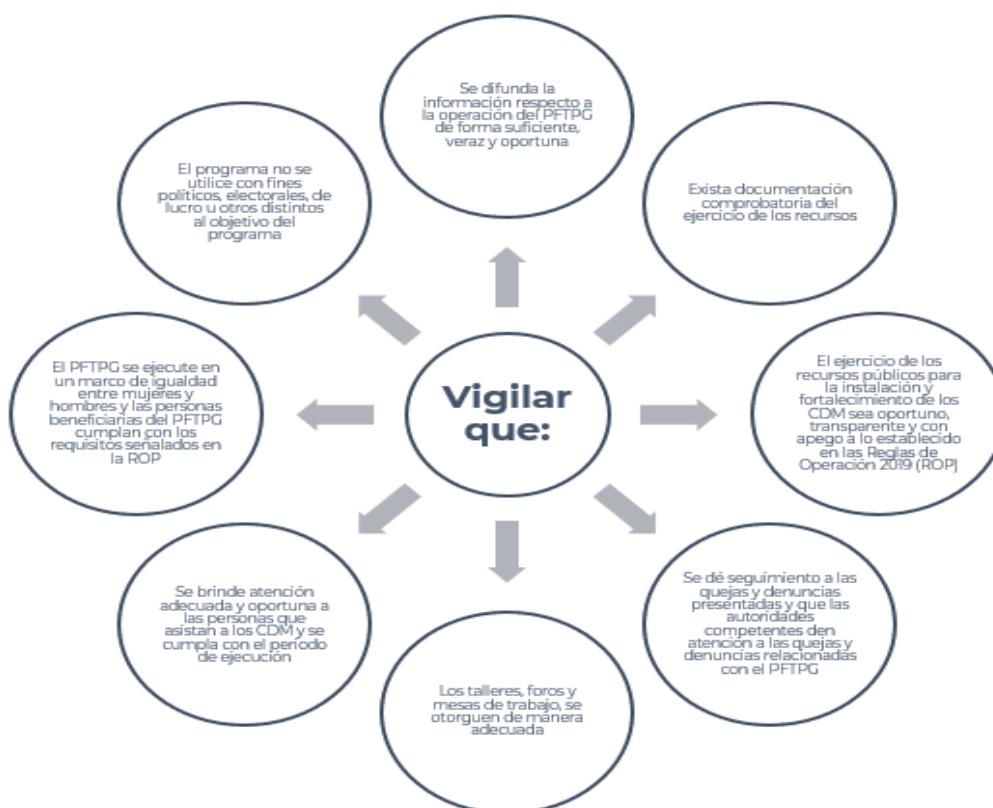 Se difunda la
información respecto a
la operación del PFTPG
de forma suficiente,
veraz y oportuna
Exista documentación
comprobatoria del
ejercicio de los recursos
El ejercicio de los
recursos públicos para
la instalación y
fortalecimiento de los
CDM sea oportuno,
transparente y con
apego a lo establecido
en las Reglas de
Operación 2019 (ROP)
Se dé seguimiento a las
quejas y denuncias
presentadas y que las
autoridades
competentes den
atención a las quejas y
denuncias relacionadas
con el PFTPG
Los talleres, foros y
mesas de trabajo, se
otorguen de manera
adecuada
Se brinde atención
adecuada y oportuna a
las personas que
asistan a los CDM y se
cumpla con el periodo
de ejecución
El PFTPG se ejecute en
un marco de igualdad
entre mujeres y
hombres y las personas
beneficiarias del PFTPG
cumplan con los
requisitos señalados en
la ROP
El programa no se
utilice con fines
políticos, electorales, de
lucro u otros distintos
al objetivo del
programa
Vigilar
que: